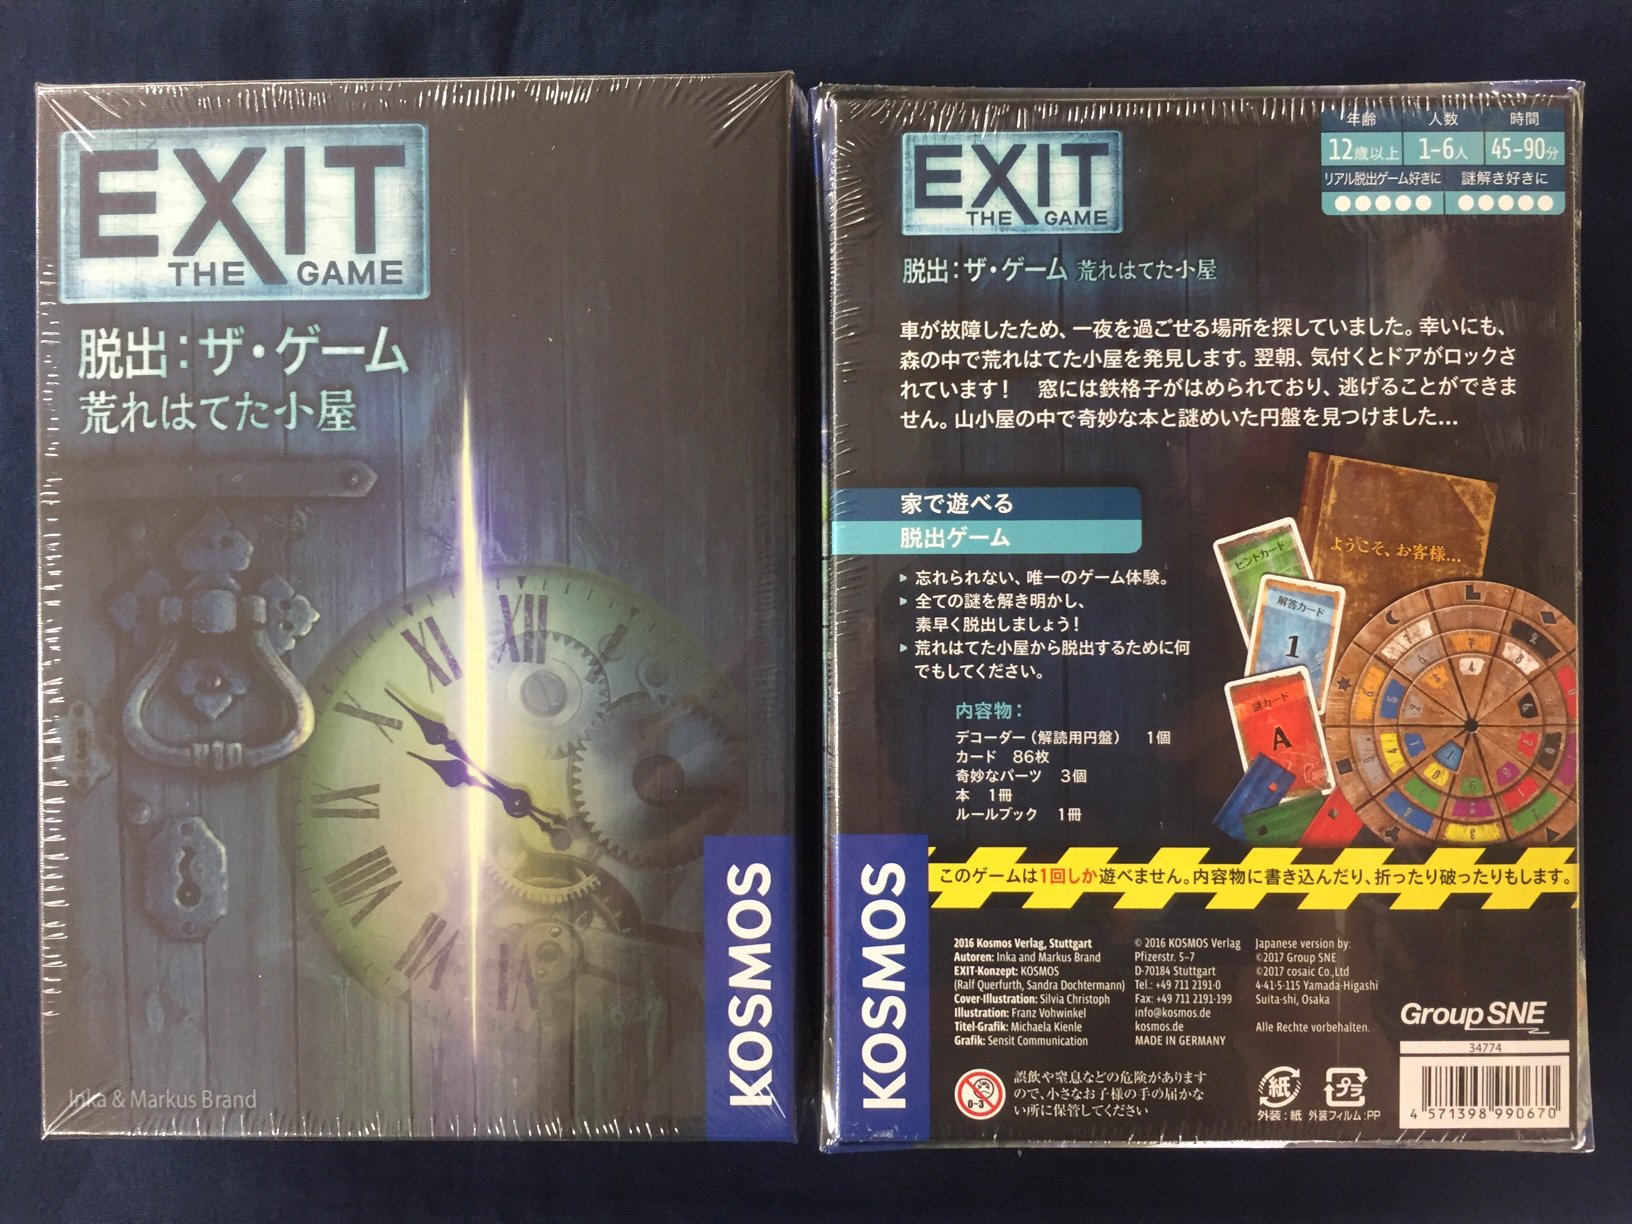 EXIT
THE GAME
脱出：ザ・ゲーム
荒れはてた小屋
XII
XI
X
IX
VIII
VII
VI
Inka & Markus Brand
KOSMOS
EXIT
THE GAME
年齢 人数 時間
12歳以上 1-6人 45-90分
リアル脱出ゲーム好きに 謎解き好きに
脱出：ザ・ゲーム 荒れはてた小屋
車が故障したため、一夜を過ごせる場所を探していました。幸いにも、
森の中で荒れはてた小屋を発見します。翌朝、気付くとドアがロックさ
れています！ 窓には鉄格子がはめられており、逃げることができま
せん。山小屋の中で奇妙な本と謎めいた円盤を見つけました…
家で遊べる
脱出ゲーム
忘れられない、唯一のゲーム体験。
全ての謎を解き明かし、
素早く脱出しましょう！
荒れはてた小屋から脱出するために何
でもしてください。
内容物：
デコーダー（解読用円盤） 1個
カード 86枚
奇妙なパーツ 3個
本 1冊
ルールブック 1冊
ようこそ、お客様…
ヒントカード
解答カード
1
謎カード
A
このゲームは1回しか遊べません。内容物に書き込んだり、折ったり破ったりもします。
KOSMOS
2016 Kosmos Verlag, Stuttgart
Autoren: Inka and Markus Brand
EXIT-Konzept: KOSMOS
(Ralf Querfurth, Sandra Dochtermann)
Cover-Illustration: Silvia Christoph
Illustration: Franz Vohwinkel
Titel-Grafik: Michaela Kienle
Grafik: Sensit Communication
© 2016 KOSMOS Verlag
Pfizerstr. 5-7
D-70184 Stuttgart
Tel.: +49 711 2191-0
Fax: +49 711 2191-199
info@kosmos.de
kosmos.de
MADE IN GERMANY
Japanese version by:
©2017 Group SNE
©2017 cosaic Co.,Ltd
4-41-5-115 Yamada-Higashi
Suita-shi, Osaka
Alle Rechte vorbehalten.
Group SNE
34774
4 571398 990670
0-3
誤飲や窒息などの危険があります
ので、小さなお子様の手の届かな
い所に保管してください
紙
外装：紙
プラ
外装フィルム：PP